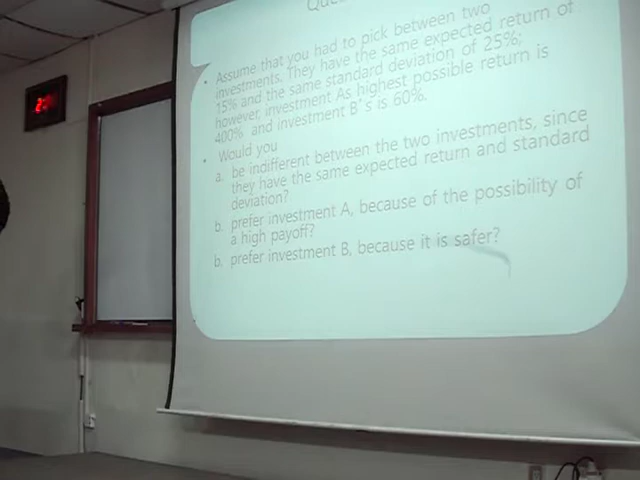 • Assume that you had to pick between two
investments. They have the same expected return of
15% and the same standard deviation of 25%;
however, investment As highest possible return is
400% and investment B's is 60%.
• Would you
a. be indifferent between the two investments, since
they have the same expected return and standard
deviation?
b. prefer investment A, because of the possibility of
a high payoff?
b. prefer investment B, because it is safer?